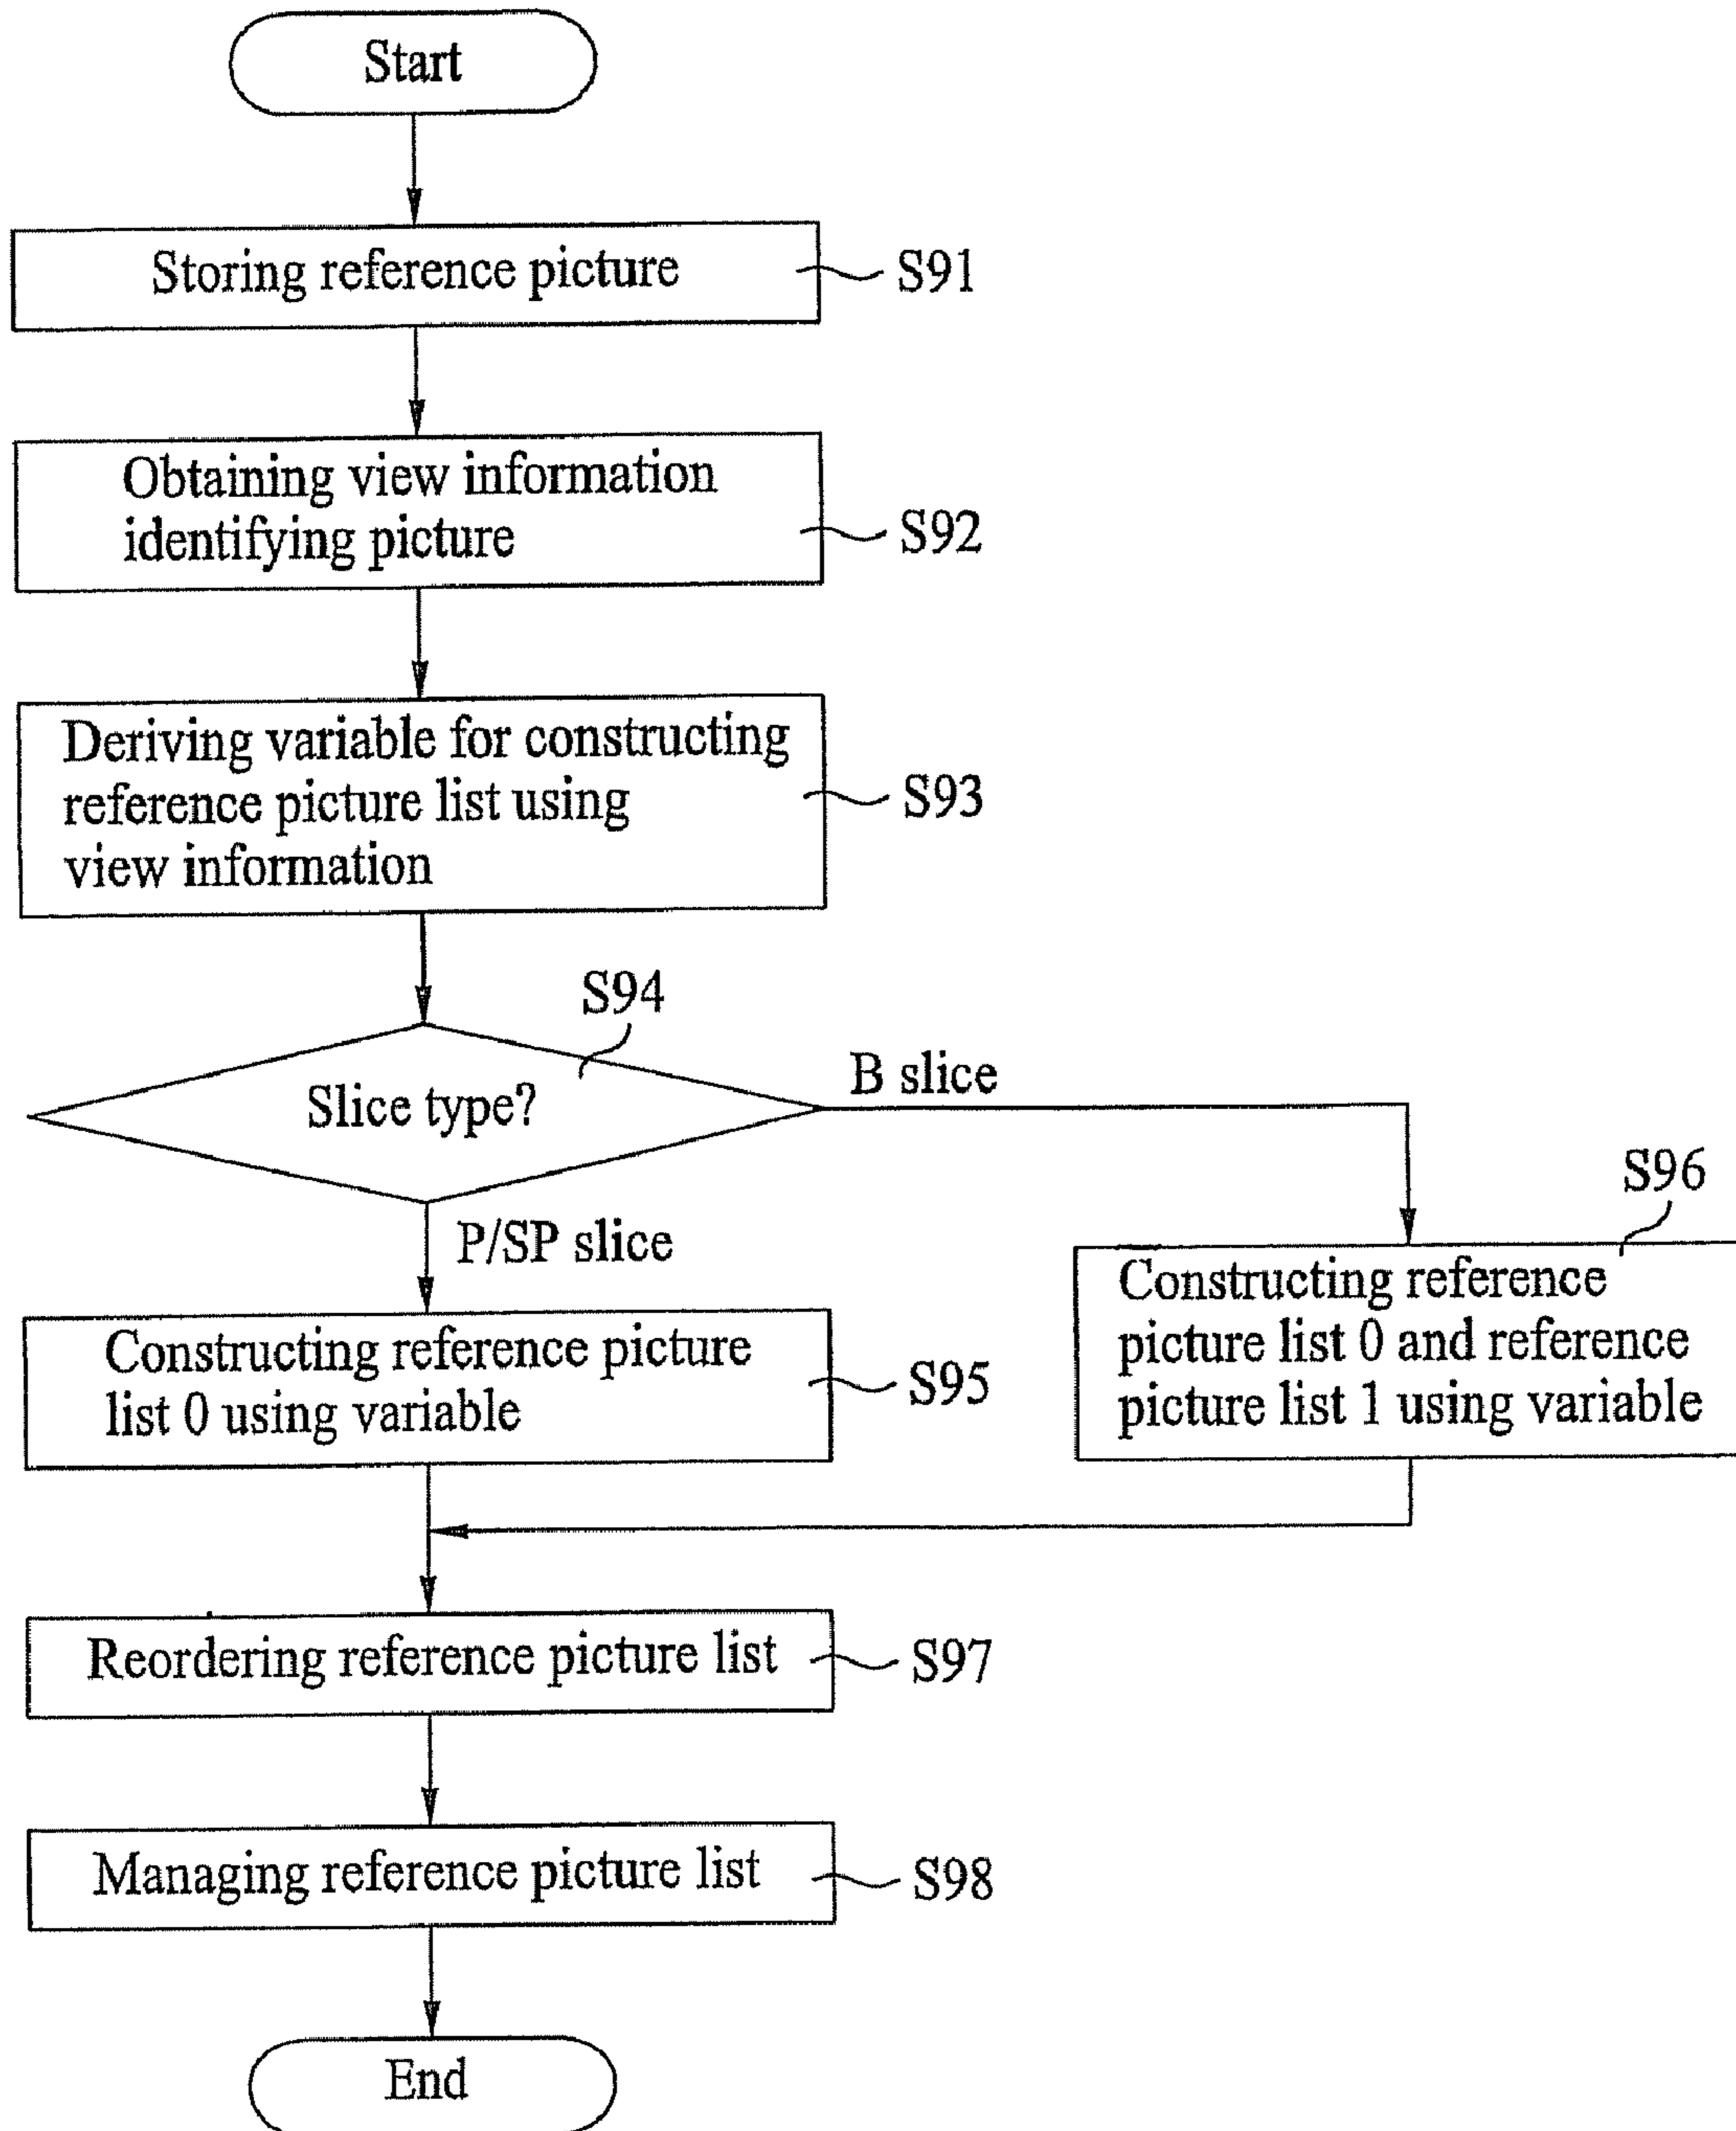 Start
Storing reference picture
S91
Obtaining view information
identifying picture
S92
Deriving variable for constructing
reference picture list using
view information
S93
S94
Slice type?
B slice
P/SP slice
S96
Constructing reference
picture list 0 and reference
picture list 1 using variable
Constructing reference picture
list 0 using variable
S95
Reordering reference picture list
S97
Managing reference picture list
S98
End